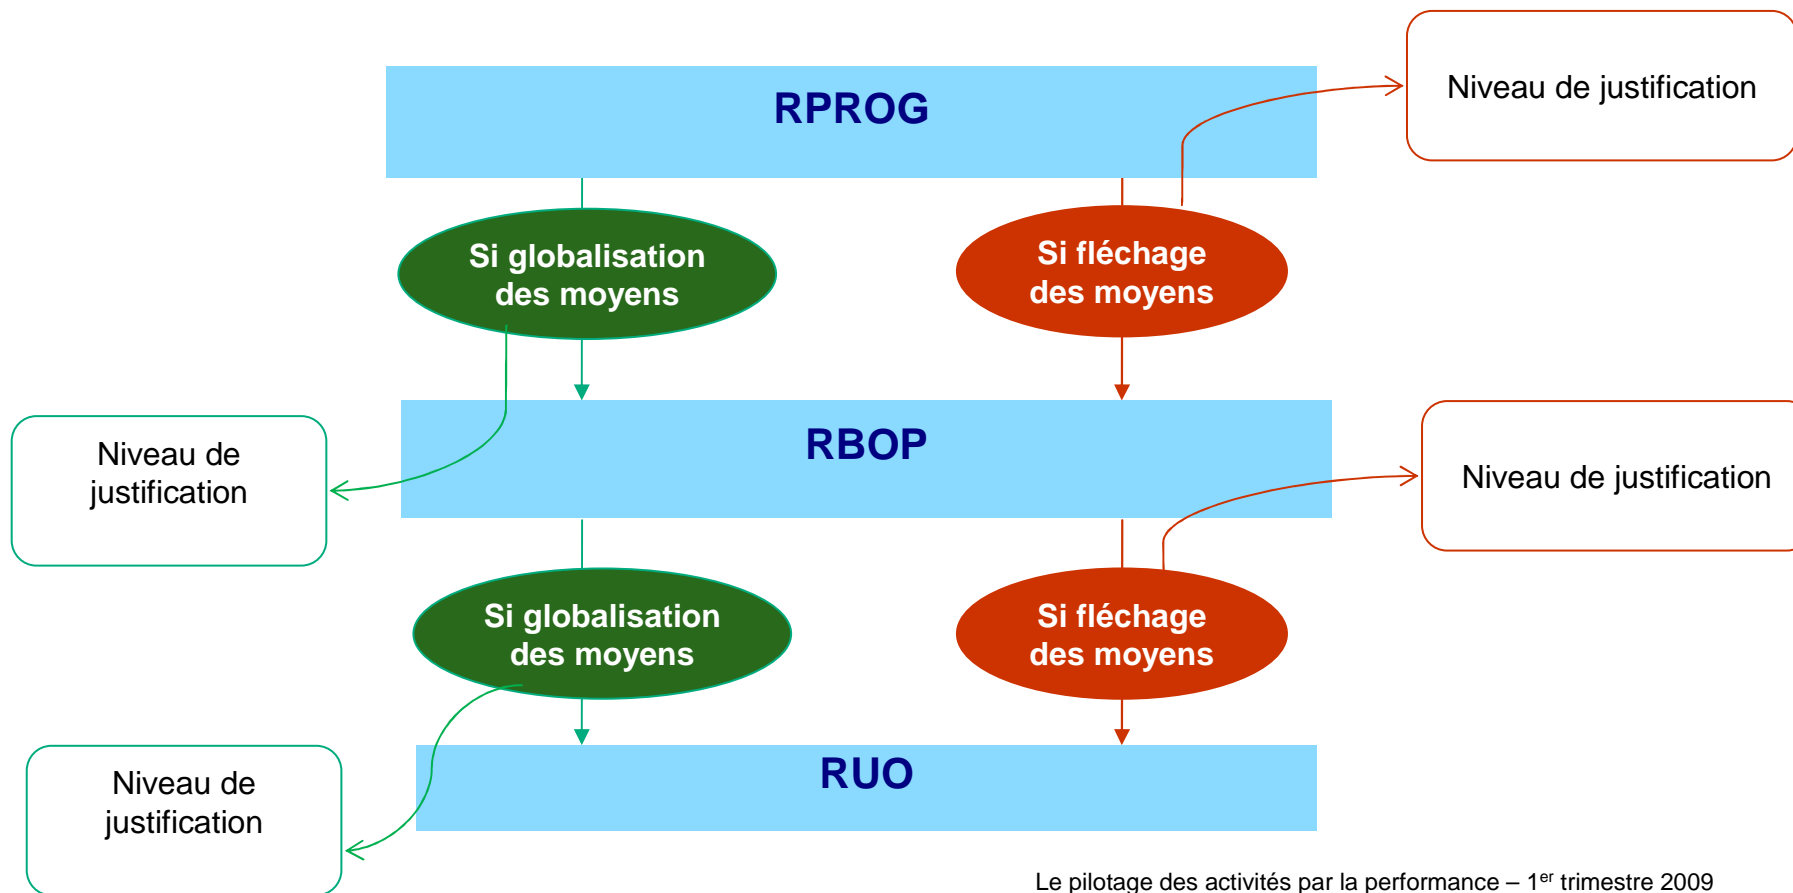 RPROG
Niveau de justification
Si globalisation
des moyens
Si fléchage
des moyens
RBOP
Niveau de
justification
Niveau de justification
Si globalisation
des moyens
Si fléchage
des moyens
RUO
Niveau de
justification
Le pilotage des activités par la performance – 1er trimestre 2009